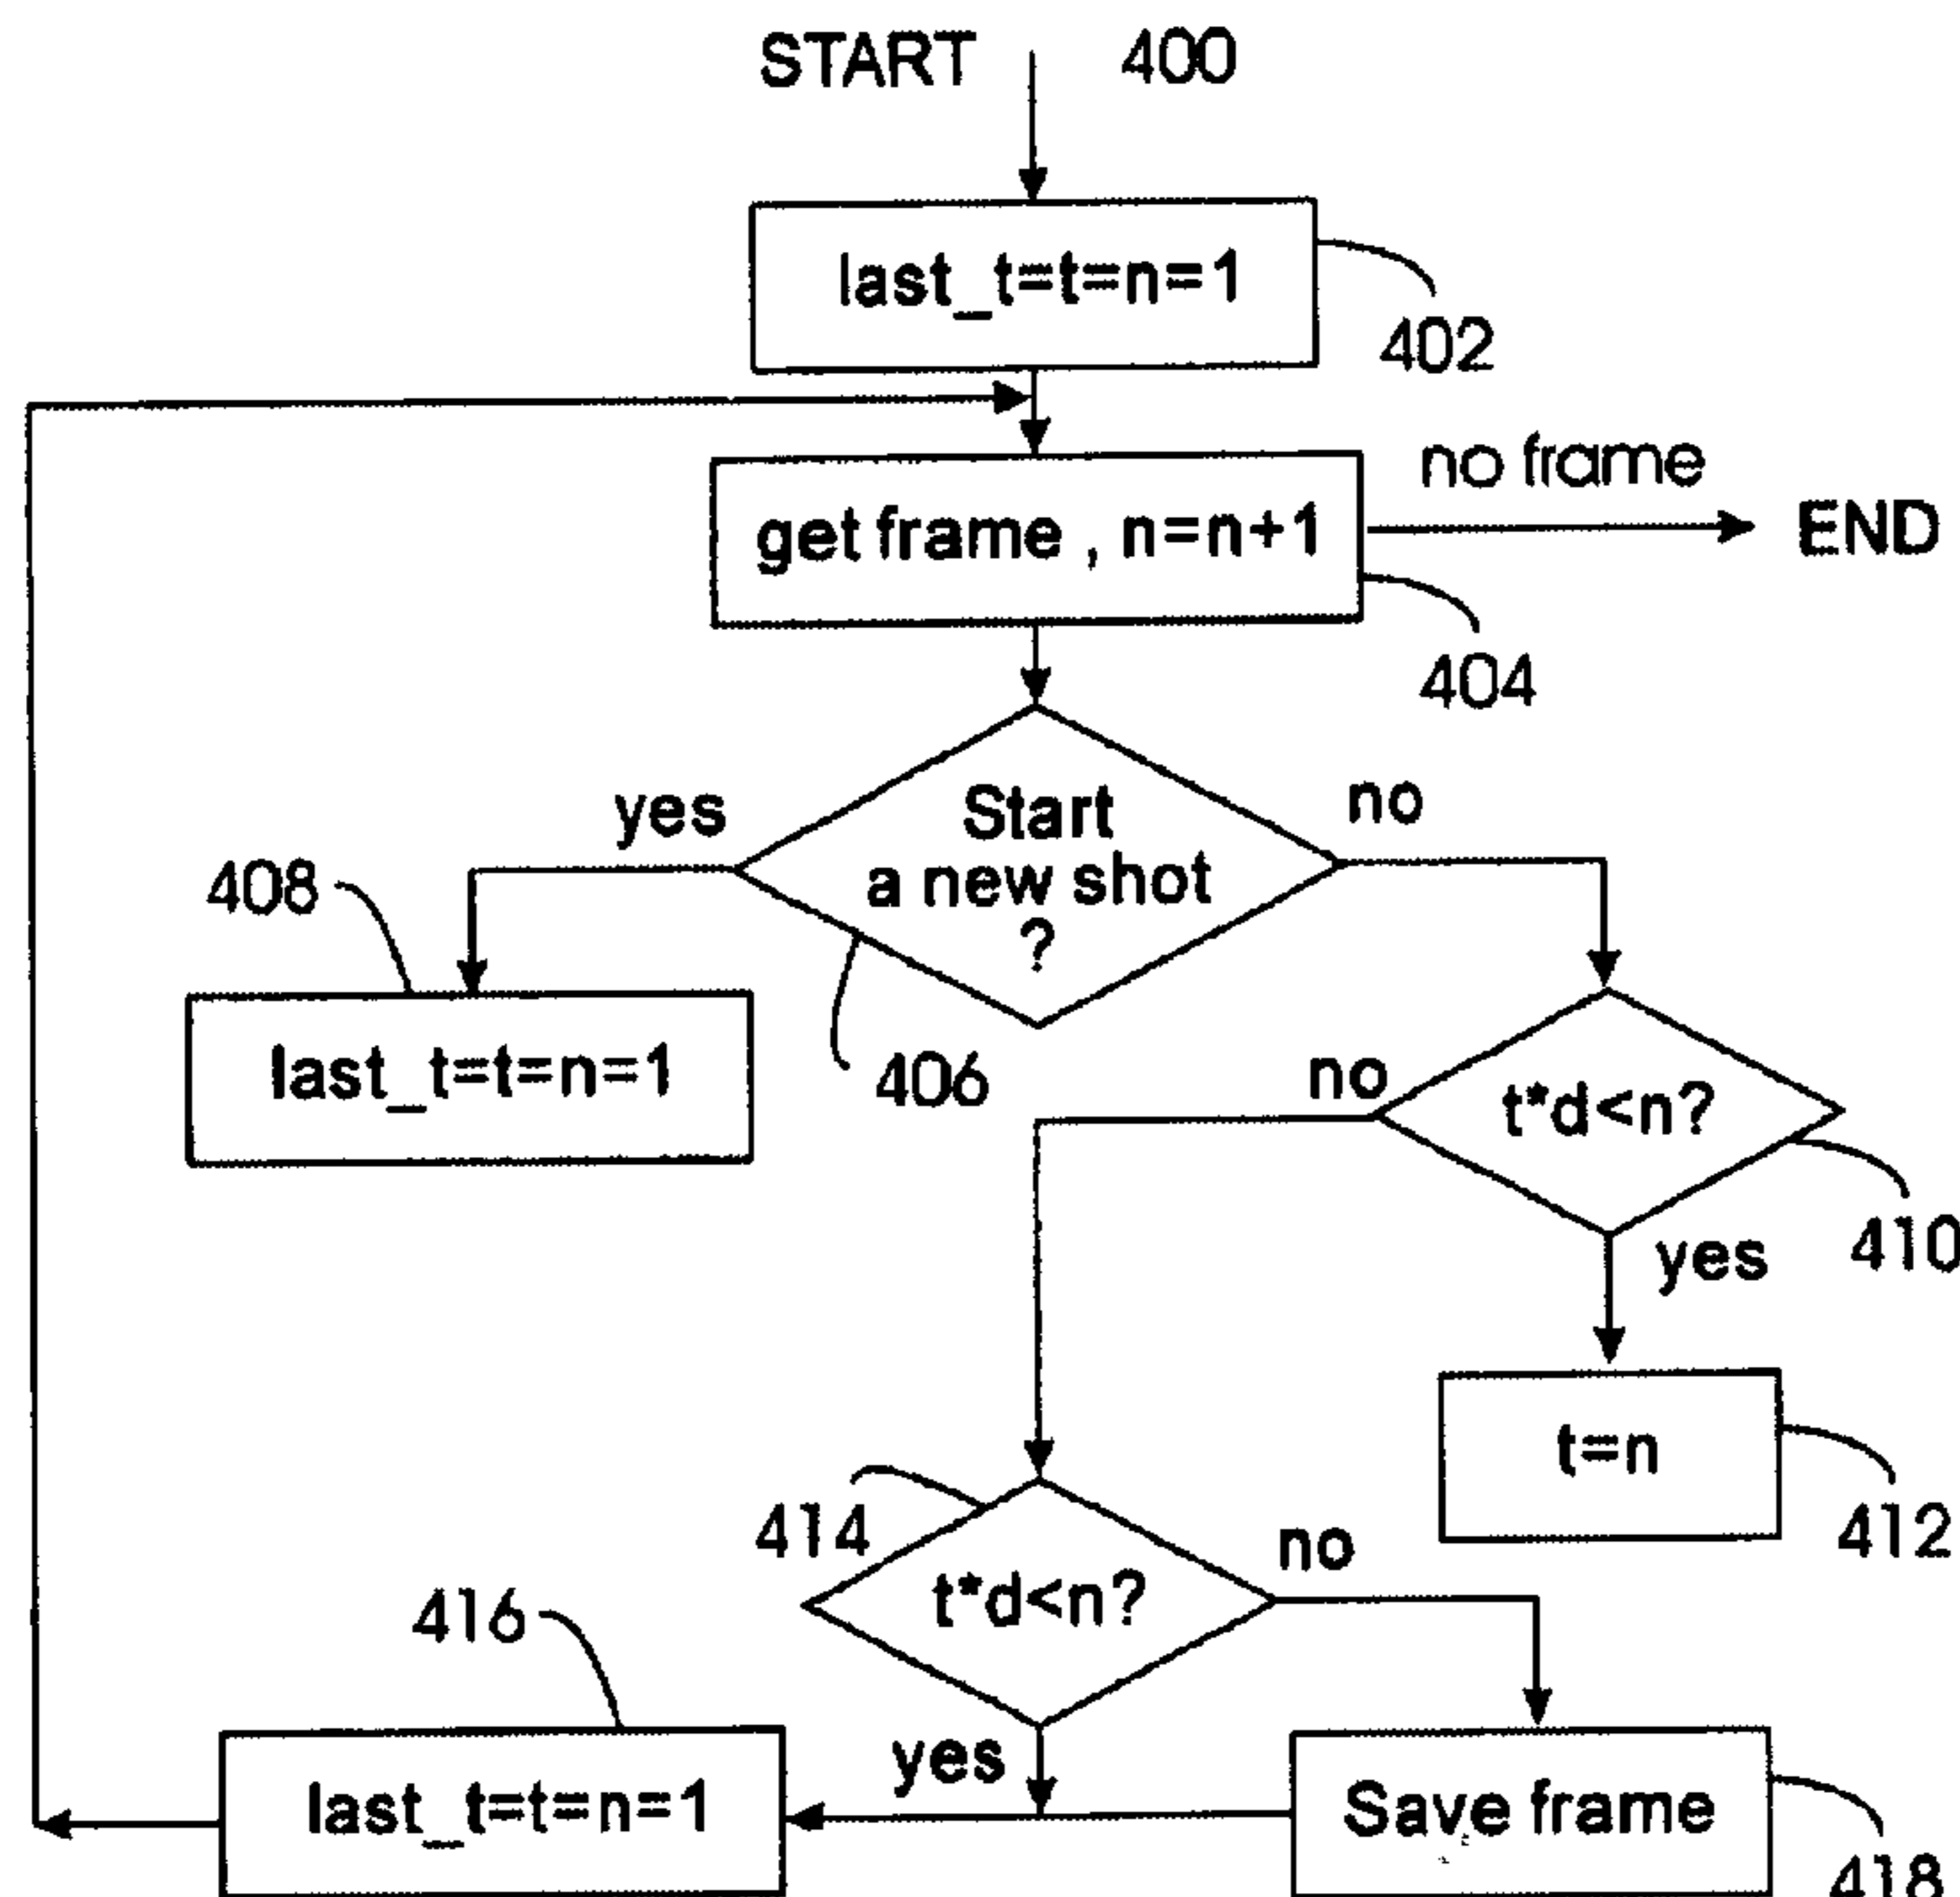 START 400
last_t=t=n=1
402
no frame
get frame , n=n+1
END
404
yes
Start
a new shot
?
no
408
last_t=t=n=1
406
no
t*d<n?
410
yes
t=n
412
414
t*d<n?
no
416
yes
last_t=t=n=1
Save frame
418